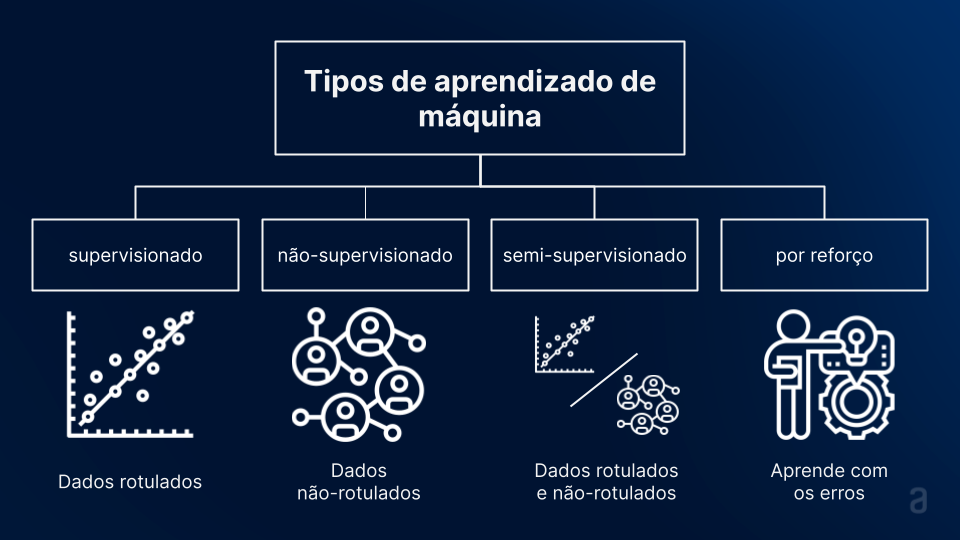 Tipos de aprendizado de
máquina
supervisionado
não-supervisionado
semi-supervisionado
por reforço
Dados rotulados
Dados
não-rotulados
Dados rotulados
e não-rotulados
Aprende com
os erros
a